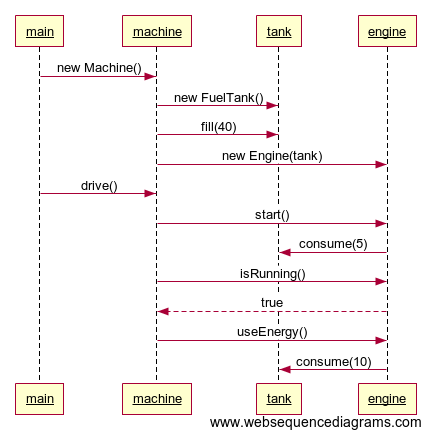 main machine tank engine
new Machine()
new FuelTank()
fill(40)
new Engine(tank)
drive()
start()
consume(5)
isRunning()
true
useEnergy()
consume(10)
main machine tank engine
www.websequencediagrams.com